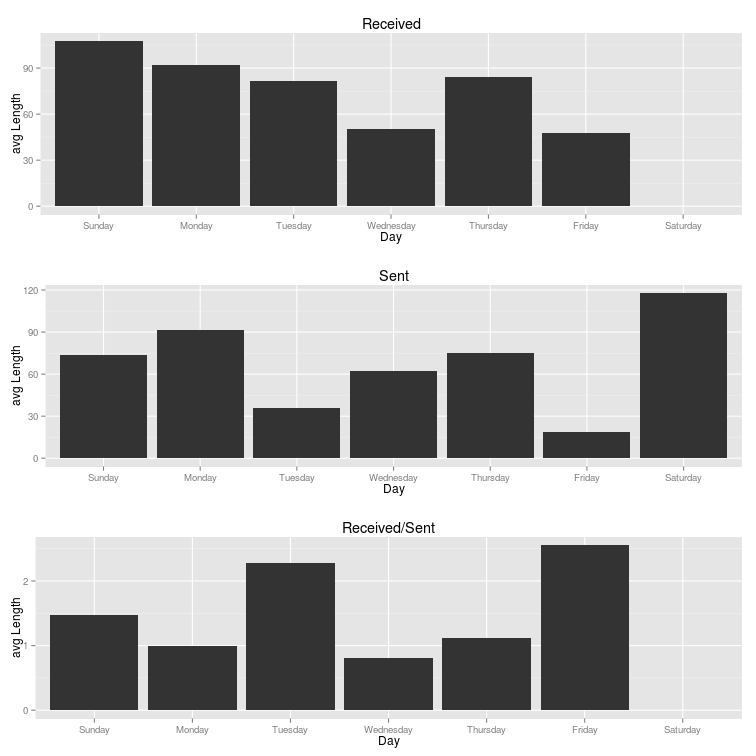 Received
avg Length
90
60
30
0
Sunday Monday Tuesday Wednesday Thursday Friday Saturday
Day
Sent
avg Length
120
90
60
30
0
Sunday Monday Tuesday Wednesday Thursday Friday Saturday
Day
Received/Sent
avg Length
2
1
0
Sunday Monday Tuesday Wednesday Thursday Friday Saturday
Day